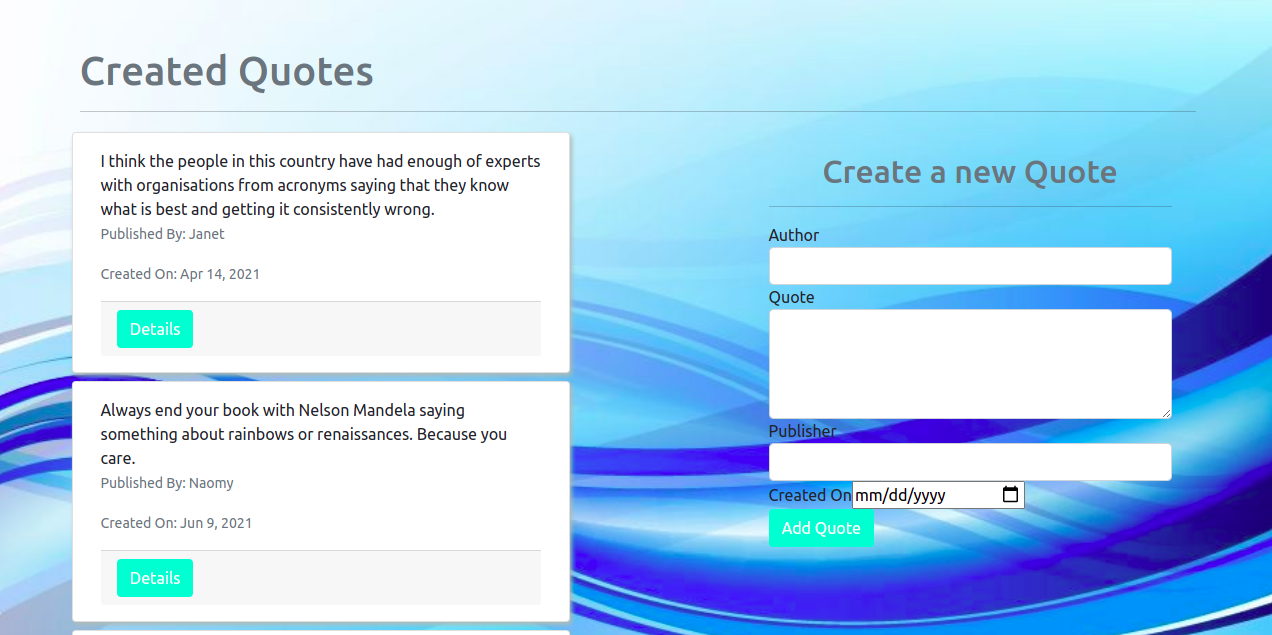 Created Quotes
I think the people in this country have had enough of experts
with organisations from acronyms saying that they know
what is best and getting it consistently wrong.
Published By: Janet
Created On: Apr 14, 2021
Details
Always end your book with Nelson Mandela saying
something about rainbows or renaissances. Because you
care.
Published By: Naomy
Created On: Jun 9, 2021
Details
Create a new Quote
Author
Quote
Publisher
Created On mm/dd/yyyy
Add Quote